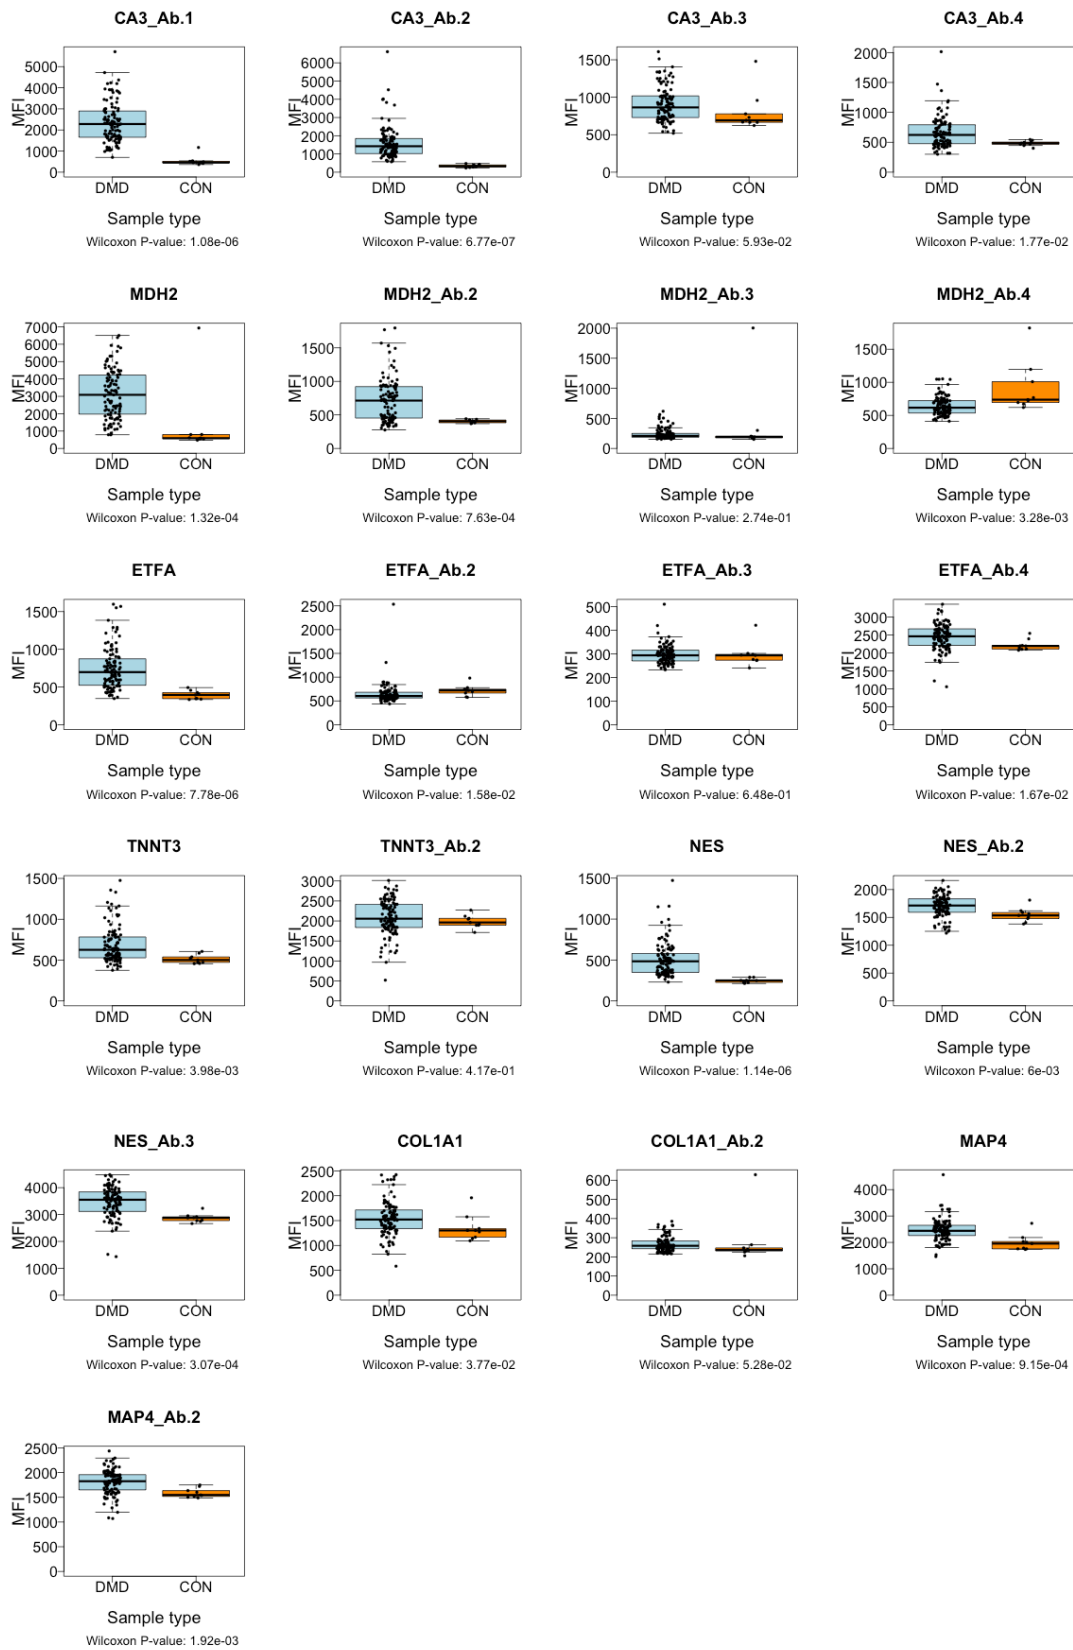 CA3_Ab.1
MFI
5000
4000
3000
2000
1000
0
DMD CON
Sample type
Wilcoxon P-value: 1.08e-06
CA3_Ab.2
MFI
6000
5000
4000
3000
2000
1000
0
DMD CON
Sample type
Wilcoxon P-value: 6.77e-07
CA3_Ab.3
MFI
1500
1000
500
0
DMD CON
Sample type
Wilcoxon P-value: 5.93e-02
CA3_Ab.4
MFI
2000
1500
1000
500
0
DMD CON
Sample type
Wilcoxon P-value: 1.77e-02
MDH2
MFI
7000
6000
5000
4000
3000
2000
1000
0
DMD CON
Sample type
Wilcoxon P-value: 1.32e-04
MDH2_Ab.2
MFI
1500
1000
500
0
DMD CON
Sample type
Wilcoxon P-value: 7.63e-04
MDH2_Ab.3
MFI
2000
1500
1000
500
0
DMD CON
Sample type
Wilcoxon P-value: 2.74e-01
MDH2_Ab.4
MFI
1500
1000
500
0
DMD CON
Sample type
Wilcoxon P-value: 3.28e-03
ETFA
MFI
1500
1000
500
0
DMD CON
Sample type
Wilcoxon P-value: 7.78e-06
ETFA_Ab.2
MFI
2500
2000
1500
1000
500
0
DMD CON
Sample type
Wilcoxon P-value: 1.58e-02
ETFA_Ab.3
MFI
500
400
300
200
100
0
DMD CON
Sample type
Wilcoxon P-value: 6.48e-01
ETFA_Ab.4
MFI
3000
2500
2000
1500
1000
500
0
DMD CON
Sample type
Wilcoxon P-value: 1.67e-02
TNNT3
MFI
1500
1000
500
0
DMD CON
Sample type
Wilcoxon P-value: 3.98e-03
TNNT3_Ab.2
MFI
3000
2500
2000
1500
1000
500
0
DMD CON
Sample type
Wilcoxon P-value: 4.17e-01
NES
MFI
1500
1000
500
0
DMD CON
Sample type
Wilcoxon P-value: 1.14e-06
NES_Ab.2
MFI
2000
1500
1000
500
0
DMD CON
Sample type
Wilcoxon P-value: 6e-03
NES_Ab.3
MFI
4000
3000
2000
1000
0
DMD CON
Sample type
Wilcoxon P-value: 3.07e-04
COL1A1
MFI
2500
2000
1500
1000
500
0
DMD CON
Sample type
Wilcoxon P-value: 3.77e-02
COL1A1_Ab.2
MFI
600
500
400
300
200
100
0
DMD CON
Sample type
Wilcoxon P-value: 5.28e-02
MAP4
MFI
4000
3000
2000
1000
0
DMD CON
Sample type
Wilcoxon P-value: 9.15e-04
MAP4_Ab.2
MFI
2500
2000
1500
1000
500
0
DMD CON
Sample type
Wilcoxon P-value: 1.92e-03